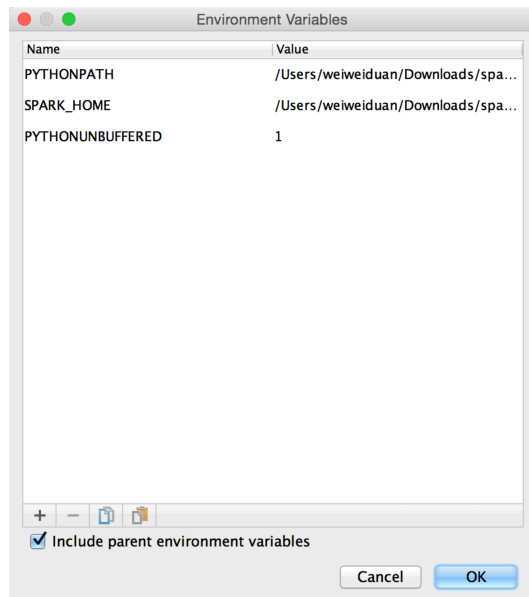 Environment Variables
Name Value
PYTHONPATH /Users/weiweiduan/Downloads/spa...
SPARK_HOME /Users/weiweiduan/Downloads/spa...
PYTHONUNBUFFERED 1
Include parent environment variables
Cancel OK